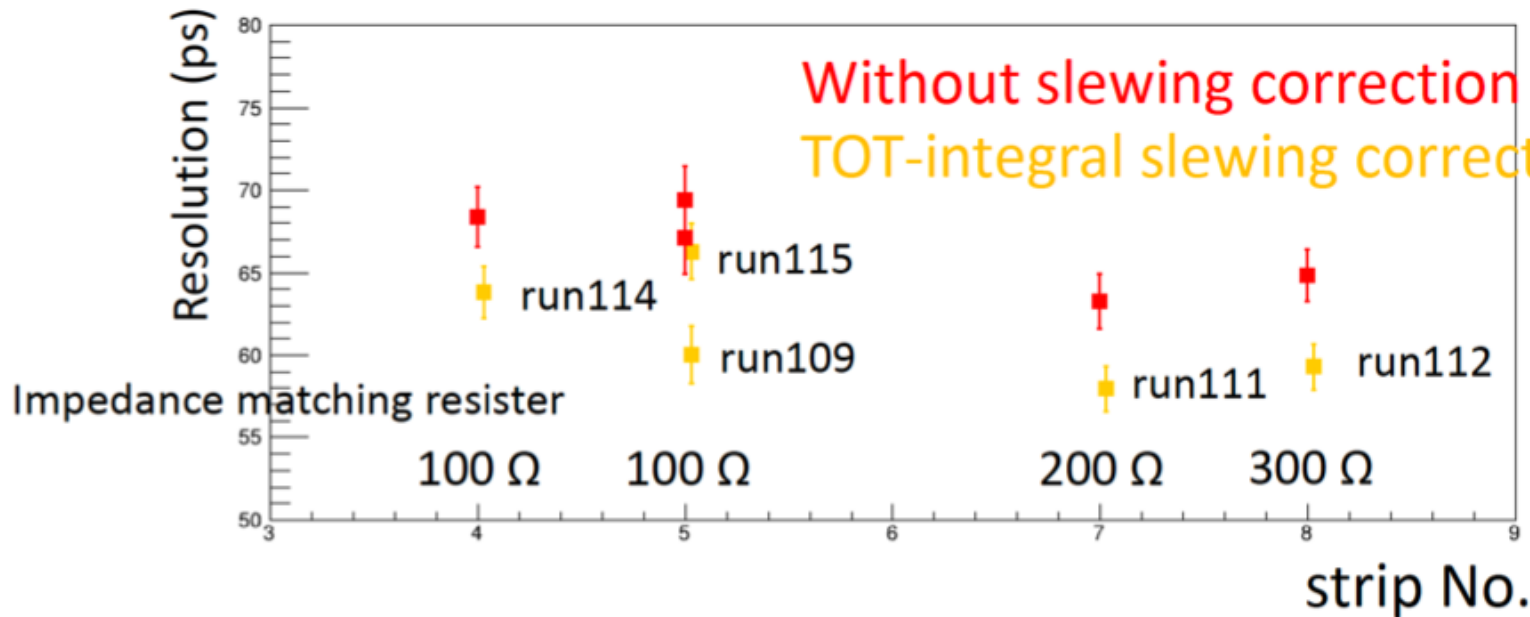 Resolution (ps)
80
75
70
65
60
55
50
Without slewing correction
TOT-integral slewing correct
run114
run115
run109
run111
run112
Impedance matching resister
100 Ω
100 Ω
200 Ω
300 Ω
3
4
5
6
7
8
9
strip No.